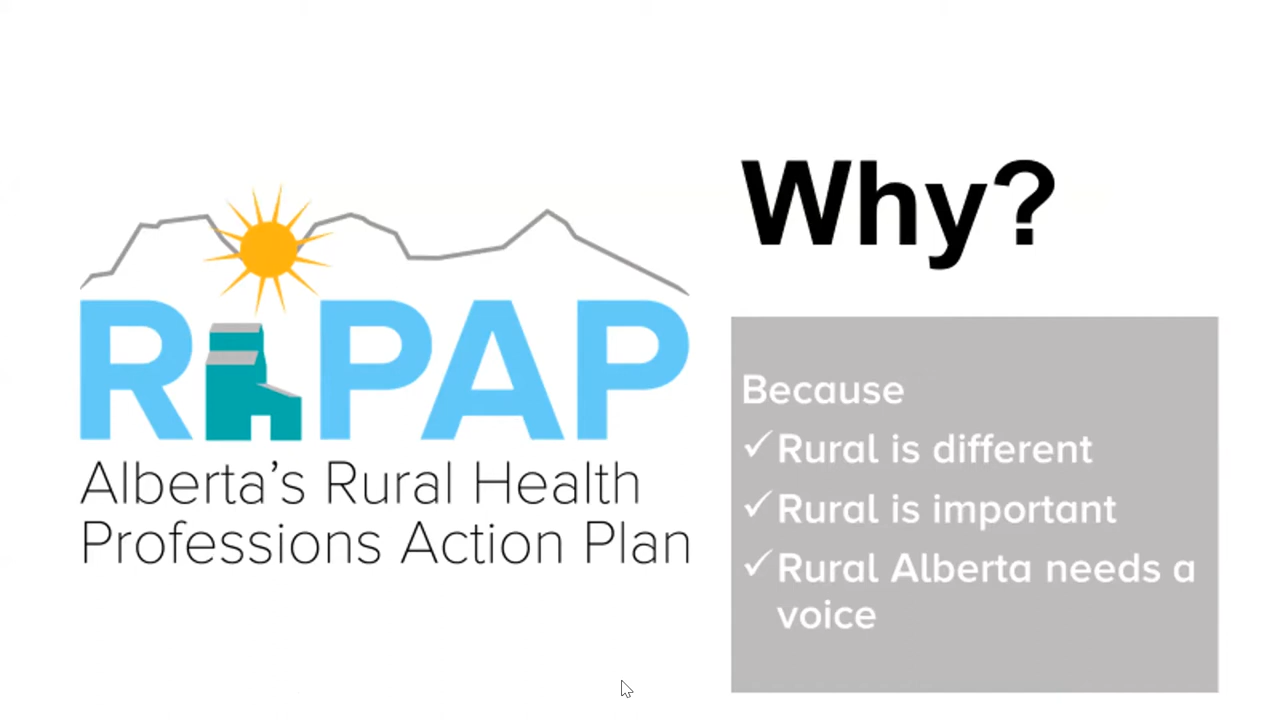 RhPAP
Alberta's Rural Health
Professions Action Plan
Why?
Because
✓Rural is different
✓Rural is important
✓Rural Alberta needs a
voice